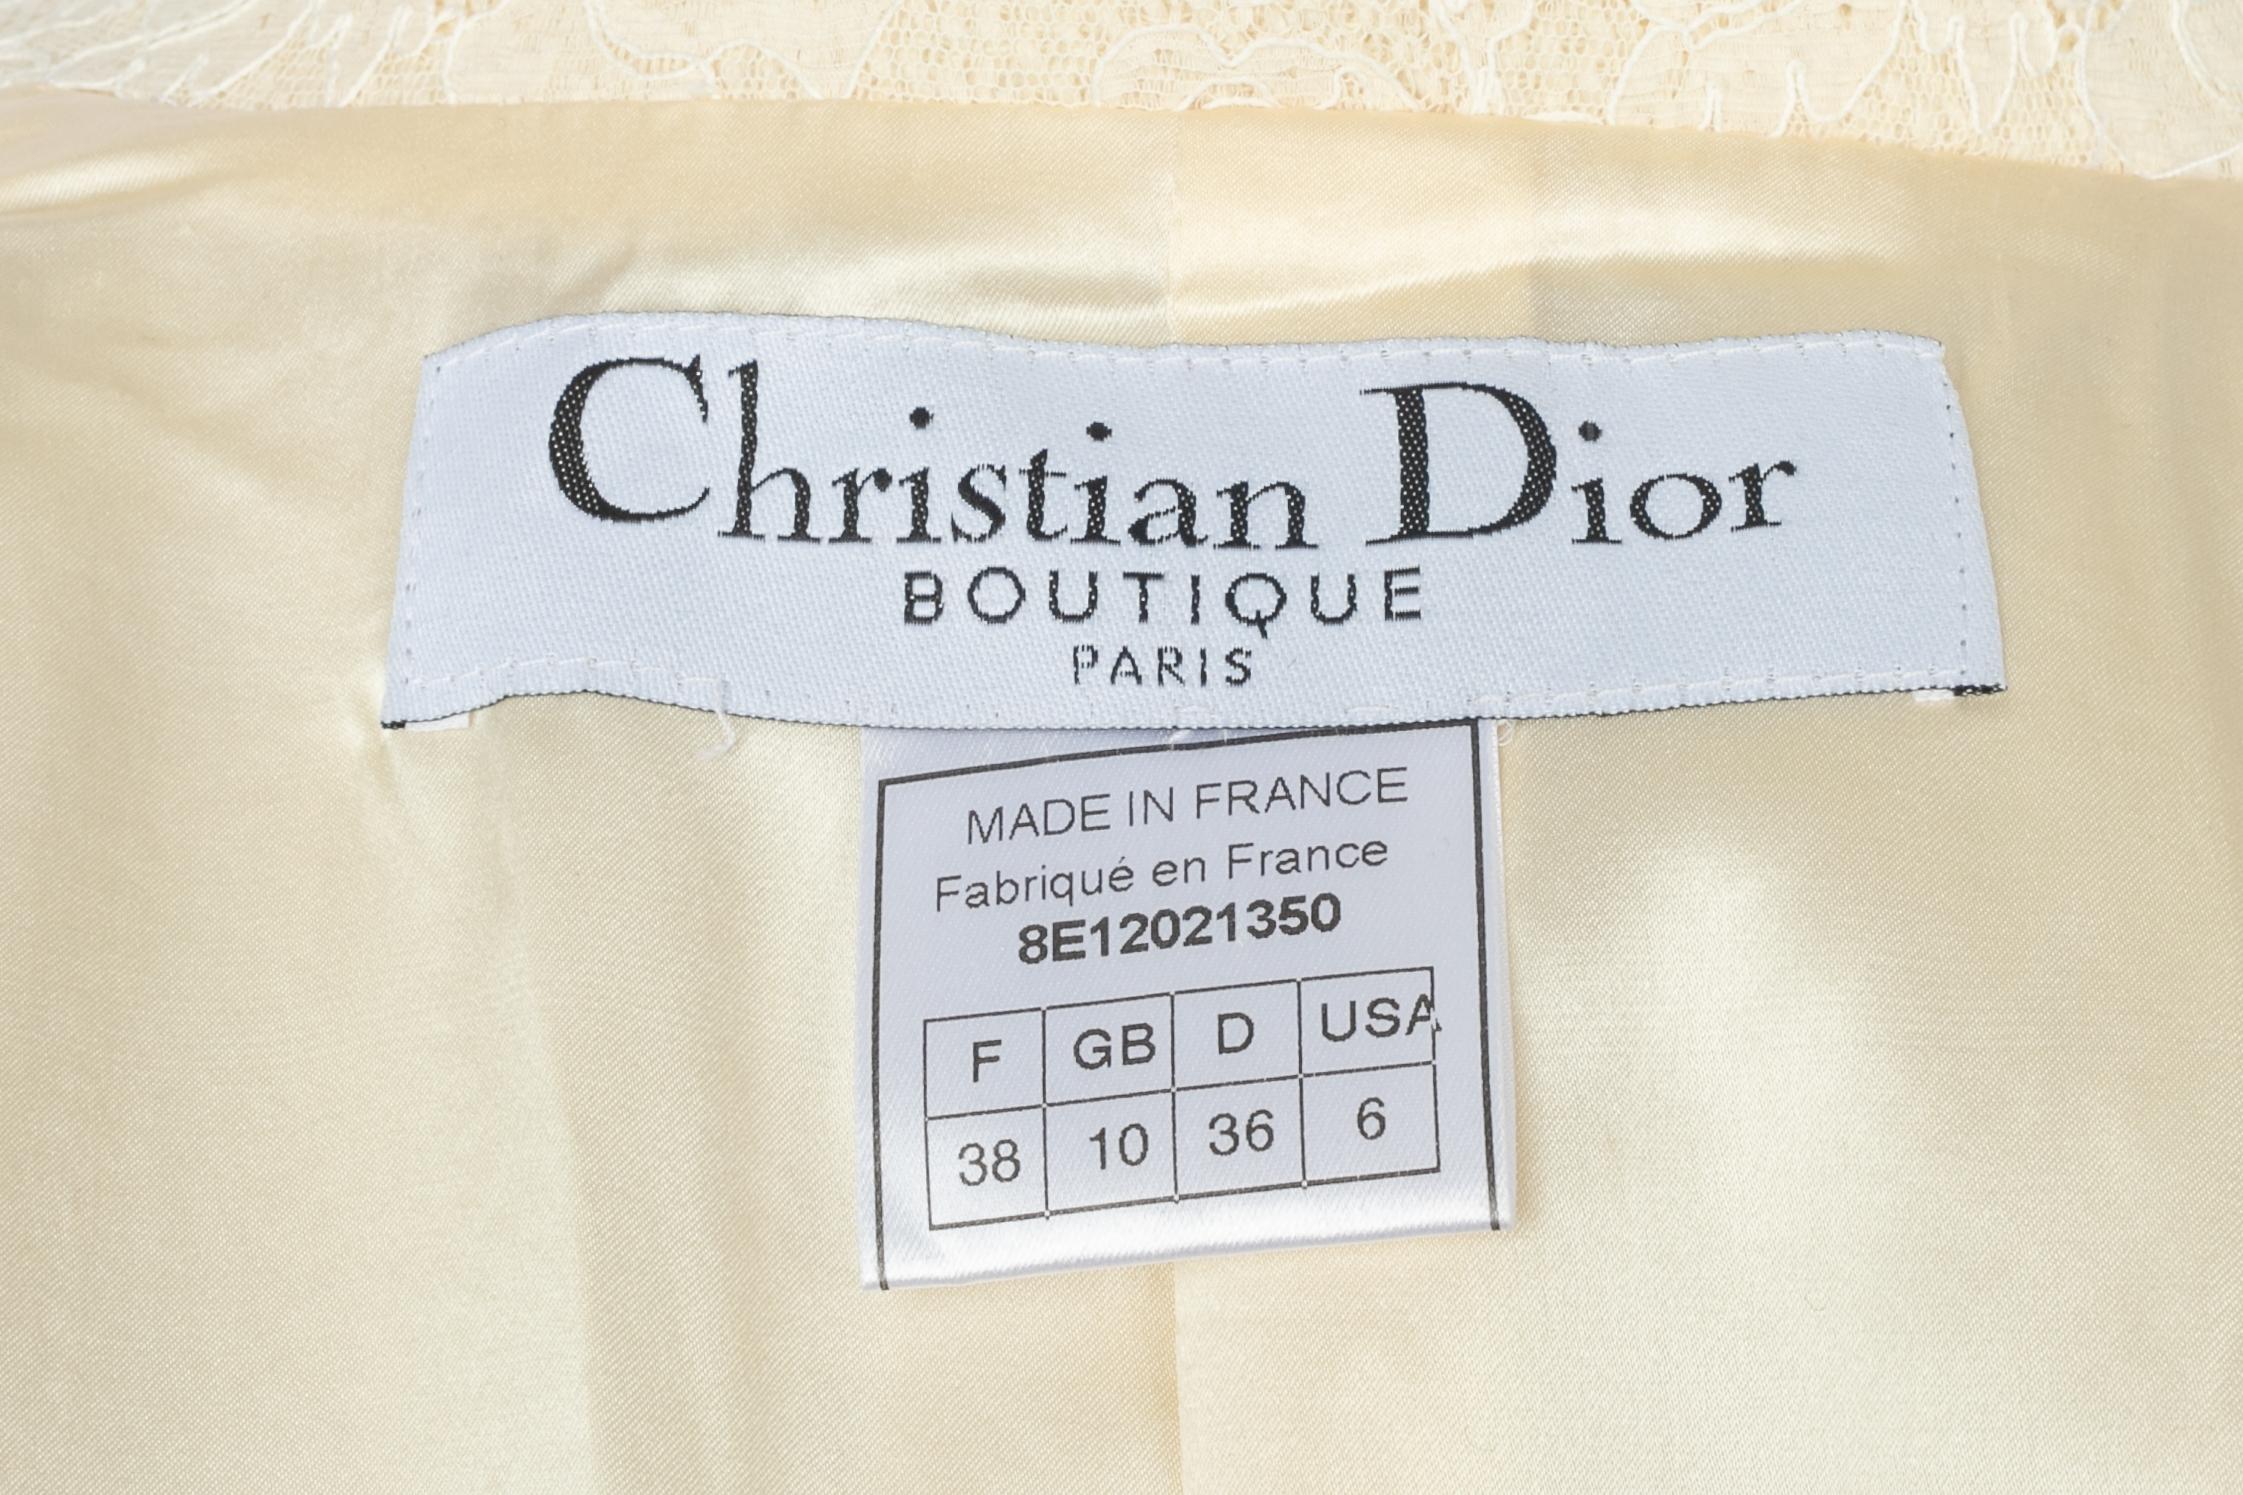 Christian Dior
BOUTIQUE
PARIS
MADE IN FRANCE
Fabriqué en France
8E12021350
F GB D USA
38 10 36 6